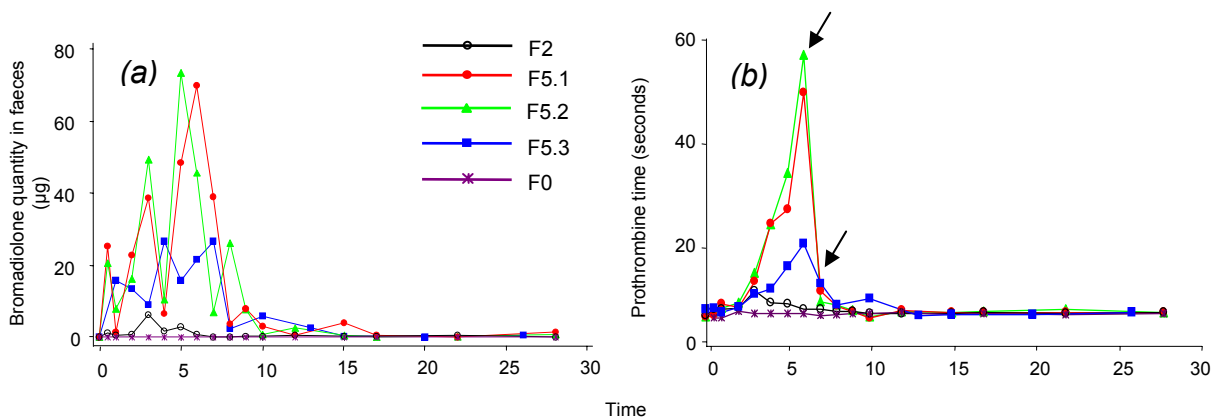 (a)
Bromadiolone quantity in faeces
(µg)
80
60
40
20
0
0 5 10 15 20 25 30
F2
F5.1
F5.2
F5.3
F0
(b)
Prothrombine time (seconds)
60
40
20
0
0 5 10 15 20 25 30
Time